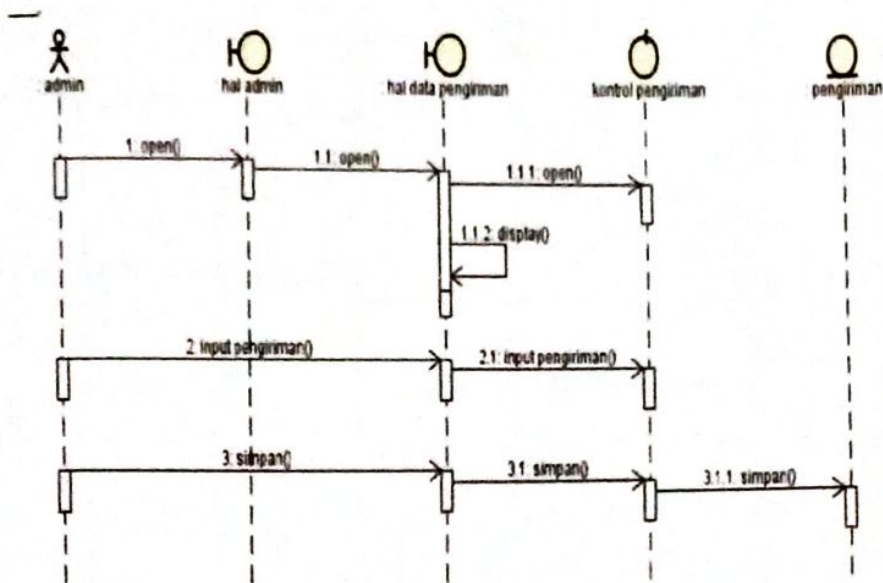 : admin
hal admin
: hal data pengiriman
kontrol pengiriman
pengiriman
1: open()
1.1: open()
1.1.1: open()
1.1.2: display()
2: input pengiriman()
2.1: input pengiriman()
3: simpan()
3.1: simpan()
3.1.1: simpan()